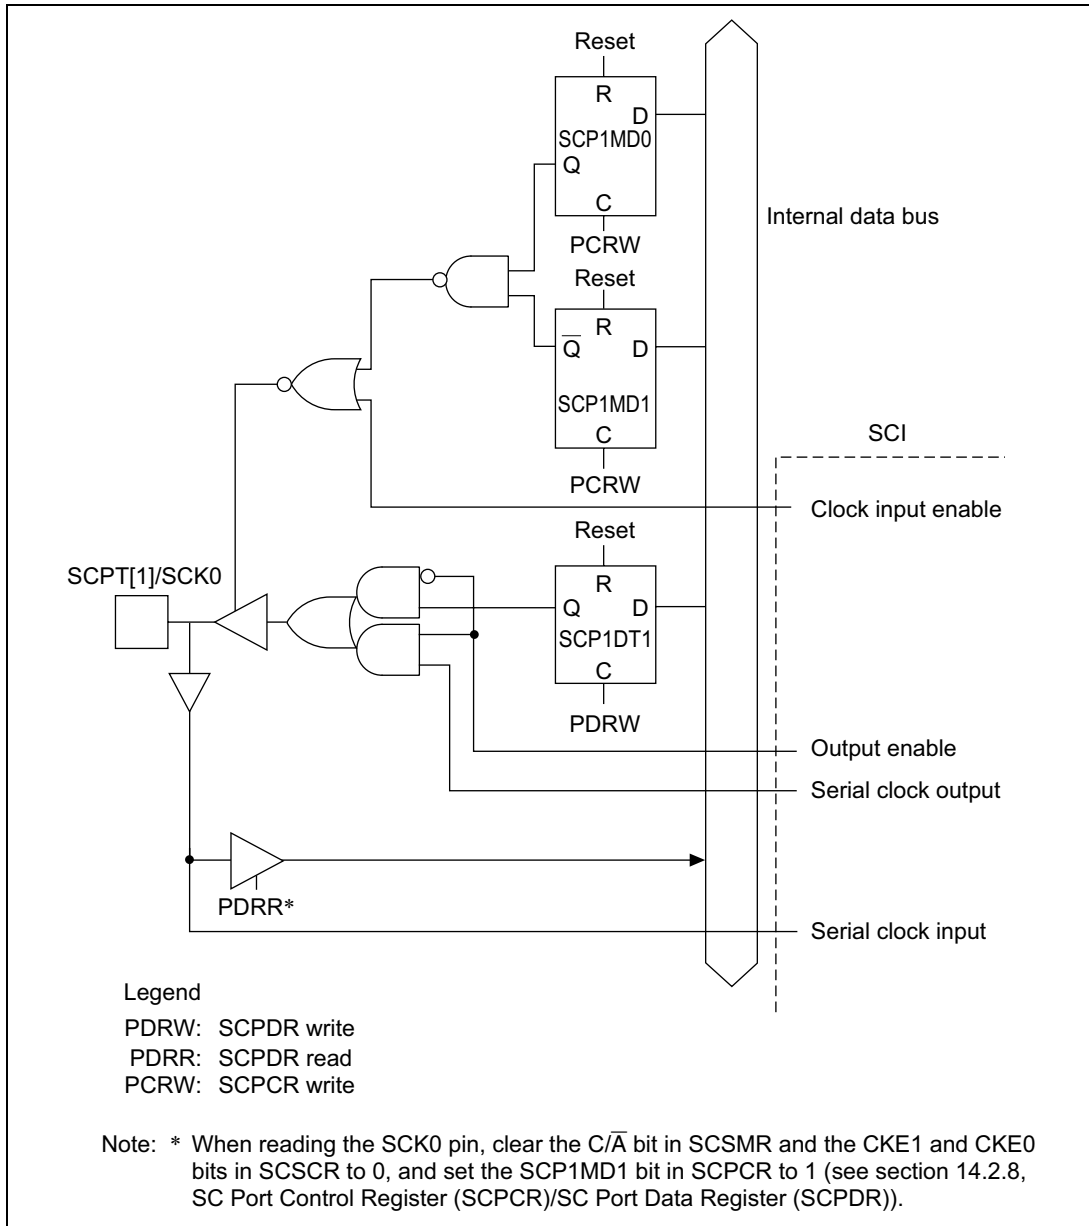 Reset
R
D
SCP1MD0
Q
C
PCRW
Internal data bus
Reset
R
Q̅ D
SCP1MD1
C
PCRW
SCI
Clock input enable
Reset
SCPT[1]/SCK0
R
Q D
SCP1DT1
C
PDRW
Output enable
Serial clock output
PDRR*
Serial clock input
Legend
PDRW: SCPDR write
PDRR: SCPDR read
PCRW: SCPCR write
Note: * When reading the SCK0 pin, clear the C/A̅ bit in SCSMR and the CKE1 and CKE0
bits in SCSCR to 0, and set the SCP1MD1 bit in SCPCR to 1 (see section 14.2.8,
SC Port Control Register (SCPCR)/SC Port Data Register (SCPDR)).